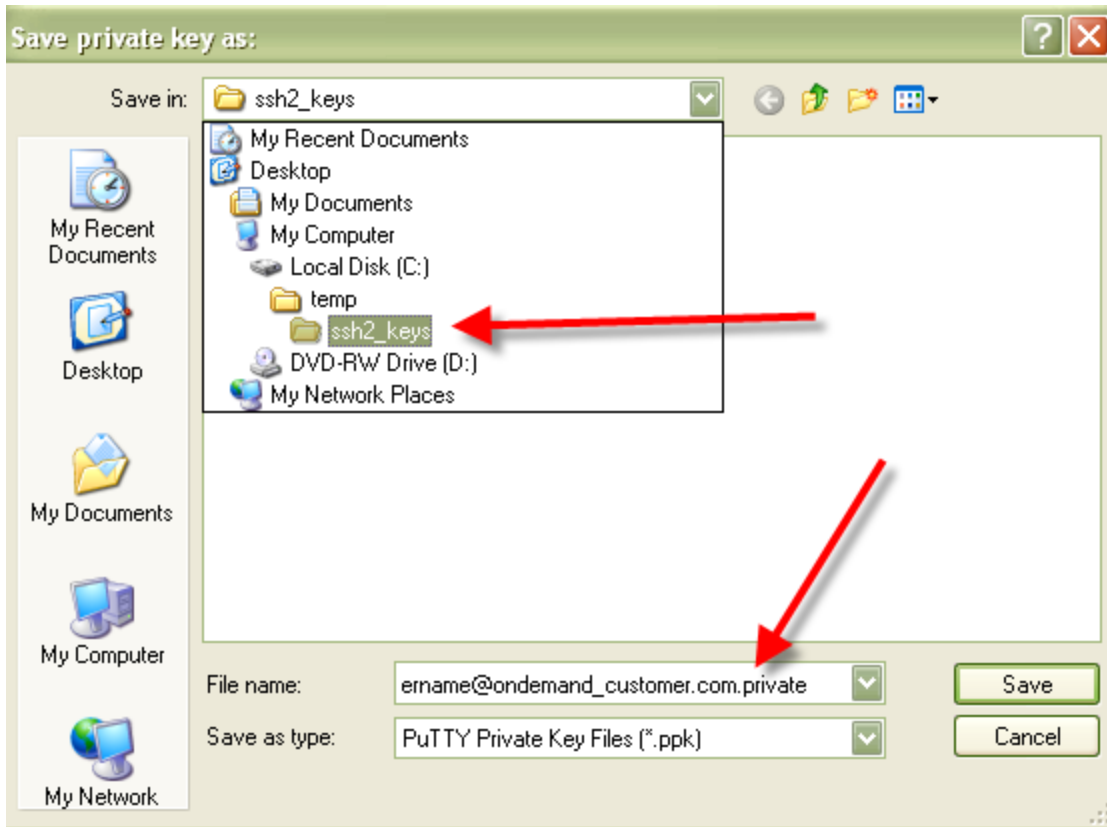 Save private key as:
Save in:
ssh2_keys
My Recent Documents
Desktop
My Documents
My Computer
Local Disk (C:)
temp
ssh2_keys
DVD-RW Drive (D:)
My Network Places
My Recent
Documents
Desktop
My Documents
My Computer
My Network
File name:
ername@ondemand_customer.com.private
Save
Save as type:
PuTTY Private Key Files (*.ppk)
Cancel